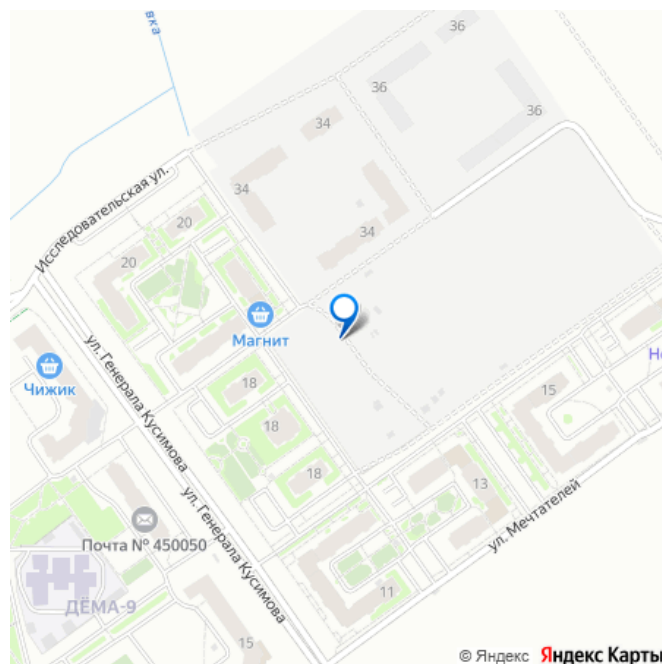 вка
36
36
36
34
34
34
Исследовательская ул.
20
20
Магнит
Чижик
ул. Генерала Кусимова
18
18
18
15
Но
13
ул. Мечтателей
ул. Генерала Кусимова
Почта № 450050
ДЁМА-9
11
15
© Яндекс Яндекс Карты